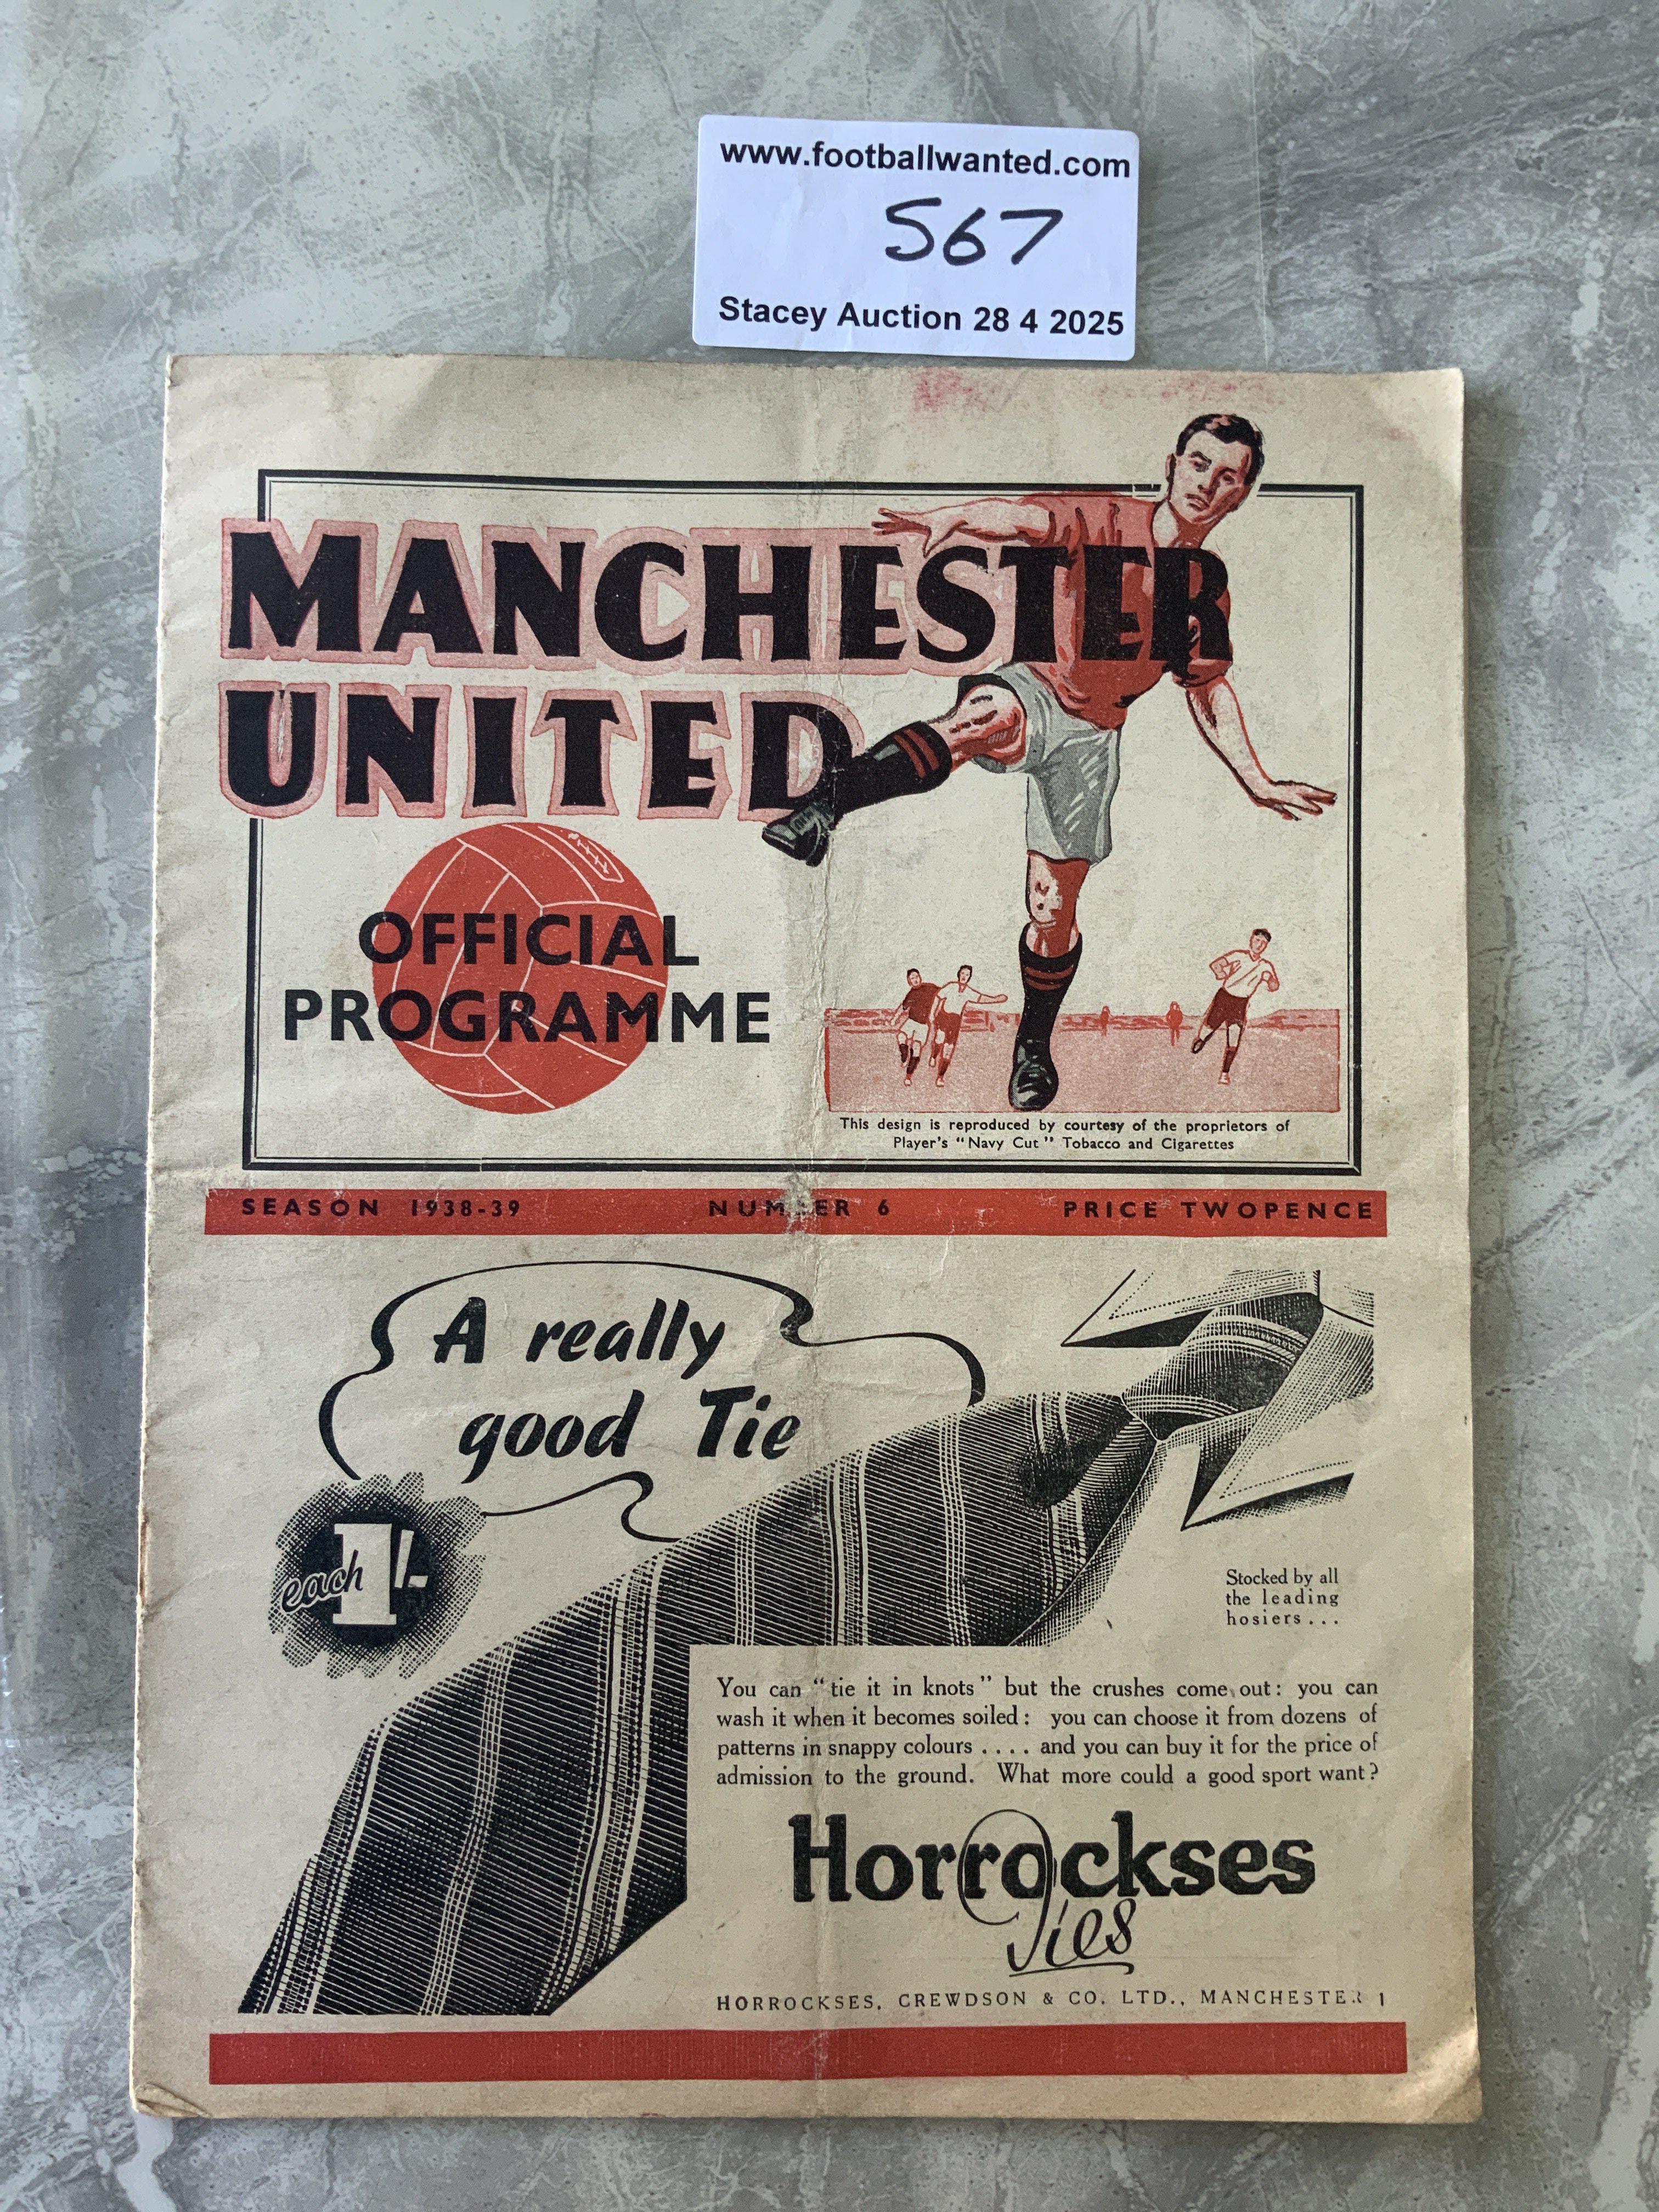 www.footballwanted.com
567
Stacey Auction 28 4 2025
MANCHESTER
UNITED
OFFICIAL
PROGRAMME
This design is reproduced by courtesy of the proprietors of
Player's "Navy Cut" Tobacco and Cigarettes
SEASON 1938-39 NUMBER 6 PRICE TWOPENCE
A really
good Tie
each 1/-
Stocked by all
the leading
hosiers...
You can "tie it in knots" but the crushes come out: you can
wash it when it becomes soiled: you can choose it from dozens of
patterns in snappy colours .... and you can buy it for the price of
admission to the ground. What more could a good sport want?
Horrockses
Ties
HORROCKSES, CREWDSON & CO. LTD., MANCHESTER 1